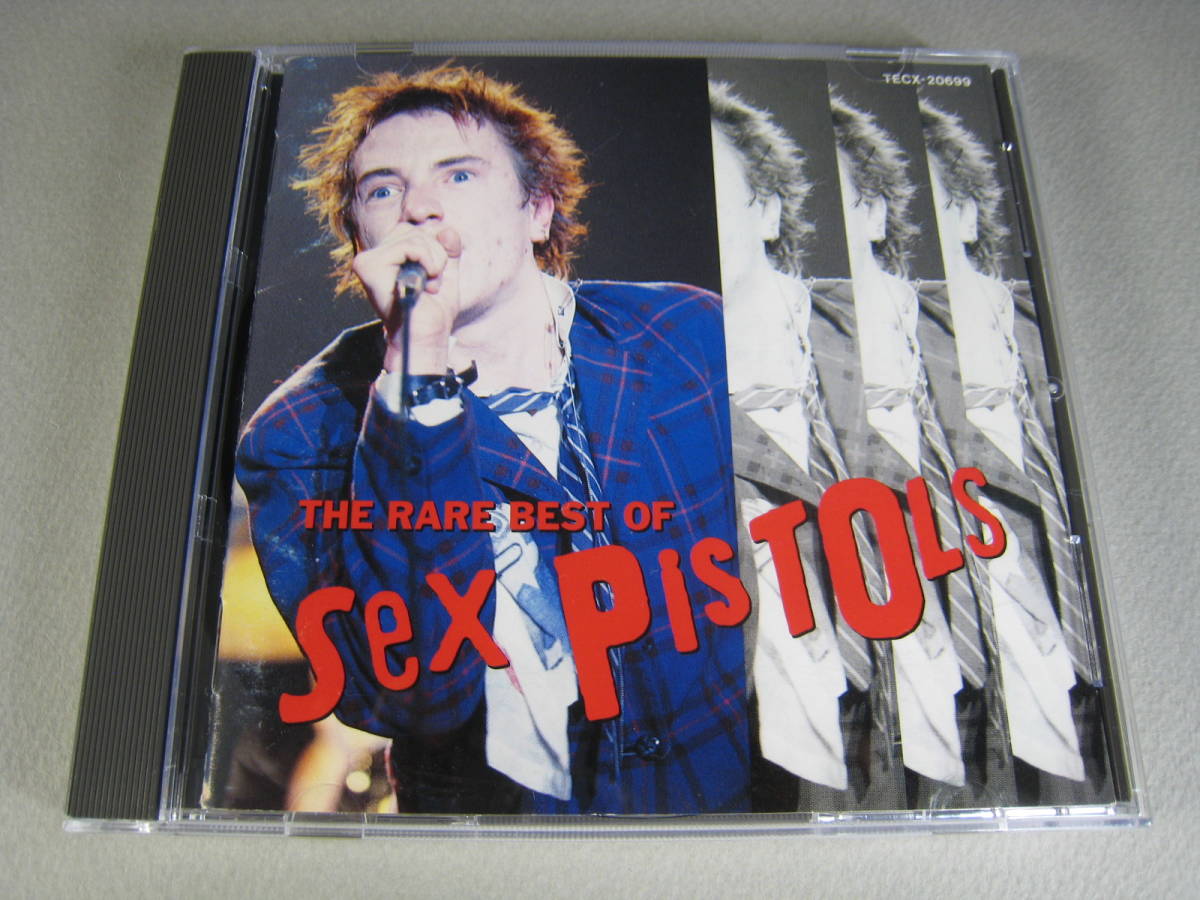 TECX-20699
THE RARE BEST OF
Sex PisTOLS